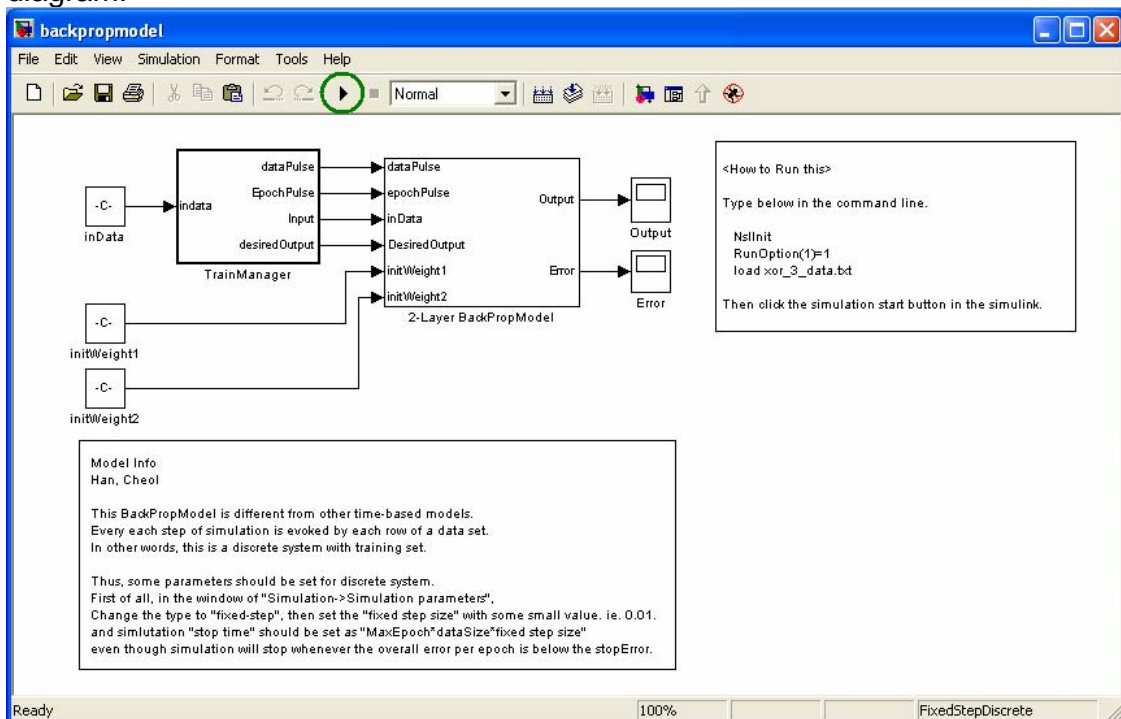 diagram.
backpropmodel
File Edit View Simulation Format Tools Help
Normal
dataPulse
EpochPulse
indata
Input
desiredOutput
TrainManager
-C-
inData
-C-
initWeight1
-C-
initWeight2
dataPulse
epochPulse
inData
DesiredOutput
initWeight1
initWeight2
Output
Error
2-Layer BackPropModel
Output
Error
<How to Run this>
Type below in the command line.
NslInit
RunOption(1)=1
load xor_3_data.txt
Then click the simulation start button in the simulink.
Model Info
Han, Cheol
This BackPropModel is different from other time-based models.
Every each step of simulation is evoked by each row of a data set.
In other words, this is a discrete system with training set.
Thus, some parameters should be set for discrete system.
First of all, in the window of "Simulation->Simulation parameters",
Change the type to "fixed-step", then set the "fixed step size" with some small value. ie. 0.01.
and simlutation "stop time" should be set as "MaxEpoch*dataSize*fixed step size"
even though simulation will stop whenever the overall error per epoch is below the stopError.
Ready
100%
FixedStepDiscrete